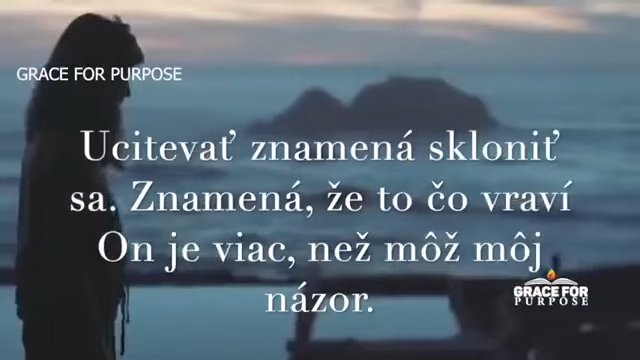 GRACE FOR PURPOSE
Ucitevať znamená skloniť
sa. Znamená, že to čo vraví
On je viac, než môž môj
názor.
GRACE FOR
PURPOSE